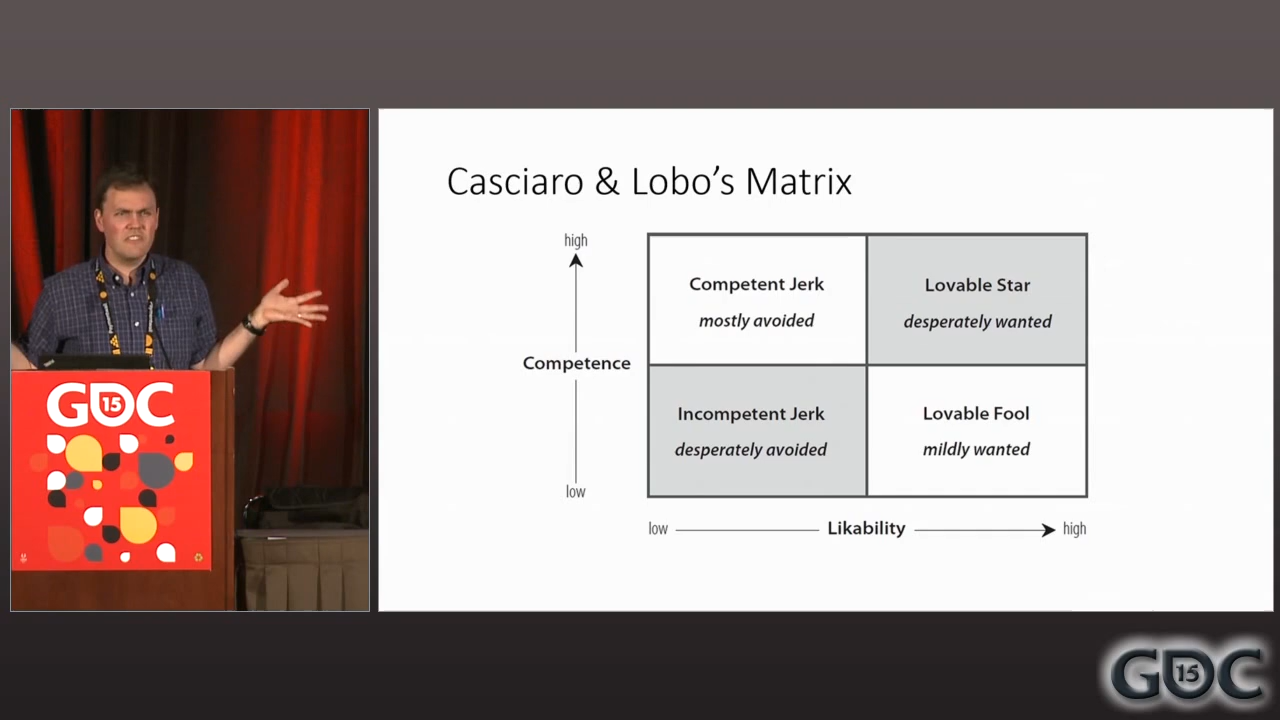 Casciaro & Lobo's Matrix
high
Competent Jerk
mostly avoided
Lovable Star
desperately wanted
Competence
Incompetent Jerk
desperately avoided
Lovable Fool
mildly wanted
low
low
Likability
high
GDC
15
GDC
15